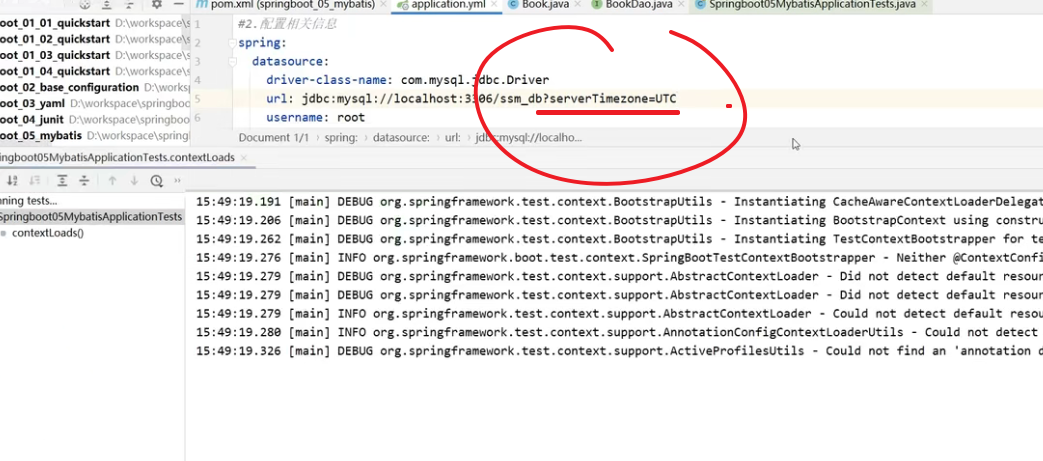 pom.xml (springboot_05_mybatis) application.yml Book.java BookDao.java Springboot05MybatisApplicationTests.java
oot_01_01_quickstart D:\workspace\s
oot_01_02_quickstart D:\workspace\s
oot_01_03_quickstart D:\workspace\s
oot_01_04_quickstart D:\workspace\s
oot_02_base_configuration D:\works
oot_03_yaml D:\workspace\springbo
oot_04_junit D:\workspace\springbo
oot_05_mybatis D:\workspace\spring
1 #2.配置相关信息
2 spring:
3 datasource:
4 driver-class-name: com.mysql.jdbc.Driver
5 url: jdbc:mysql://localhost:3306/ssm_db?serverTimezone=UTC
6 username: root
Document 1/1 › spring: › datasource: › url: › jdbc:mysql://localho...
ingboot05MybatisApplicationTests.contextLoads
nning tests...
Springboot05MybatisApplicationTests
contextLoads()
15:49:19.191 [main] DEBUG org.springframework.test.context.BootstrapUtils - Instantiating CacheAwareContextLoaderDelegat
15:49:19.206 [main] DEBUG org.springframework.test.context.BootstrapUtils - Instantiating BootstrapContext using constru
15:49:19.262 [main] DEBUG org.springframework.test.context.BootstrapUtils - Instantiating TestContextBootstrapper for te
15:49:19.276 [main] INFO org.springframework.boot.test.context.SpringBootTestContextBootstrapper - Neither @ContextConfi
15:49:19.279 [main] DEBUG org.springframework.test.context.support.AbstractContextLoader - Did not detect default resour
15:49:19.279 [main] DEBUG org.springframework.test.context.support.AbstractContextLoader - Did not detect default resour
15:49:19.279 [main] INFO org.springframework.test.context.support.AbstractContextLoader - Could not detect default resou
15:49:19.280 [main] INFO org.springframework.test.context.support.AnnotationConfigContextLoaderUtils - Could not detect
15:49:19.326 [main] DEBUG org.springframework.test.context.support.ActiveProfilesUtils - Could not find an 'annotation d